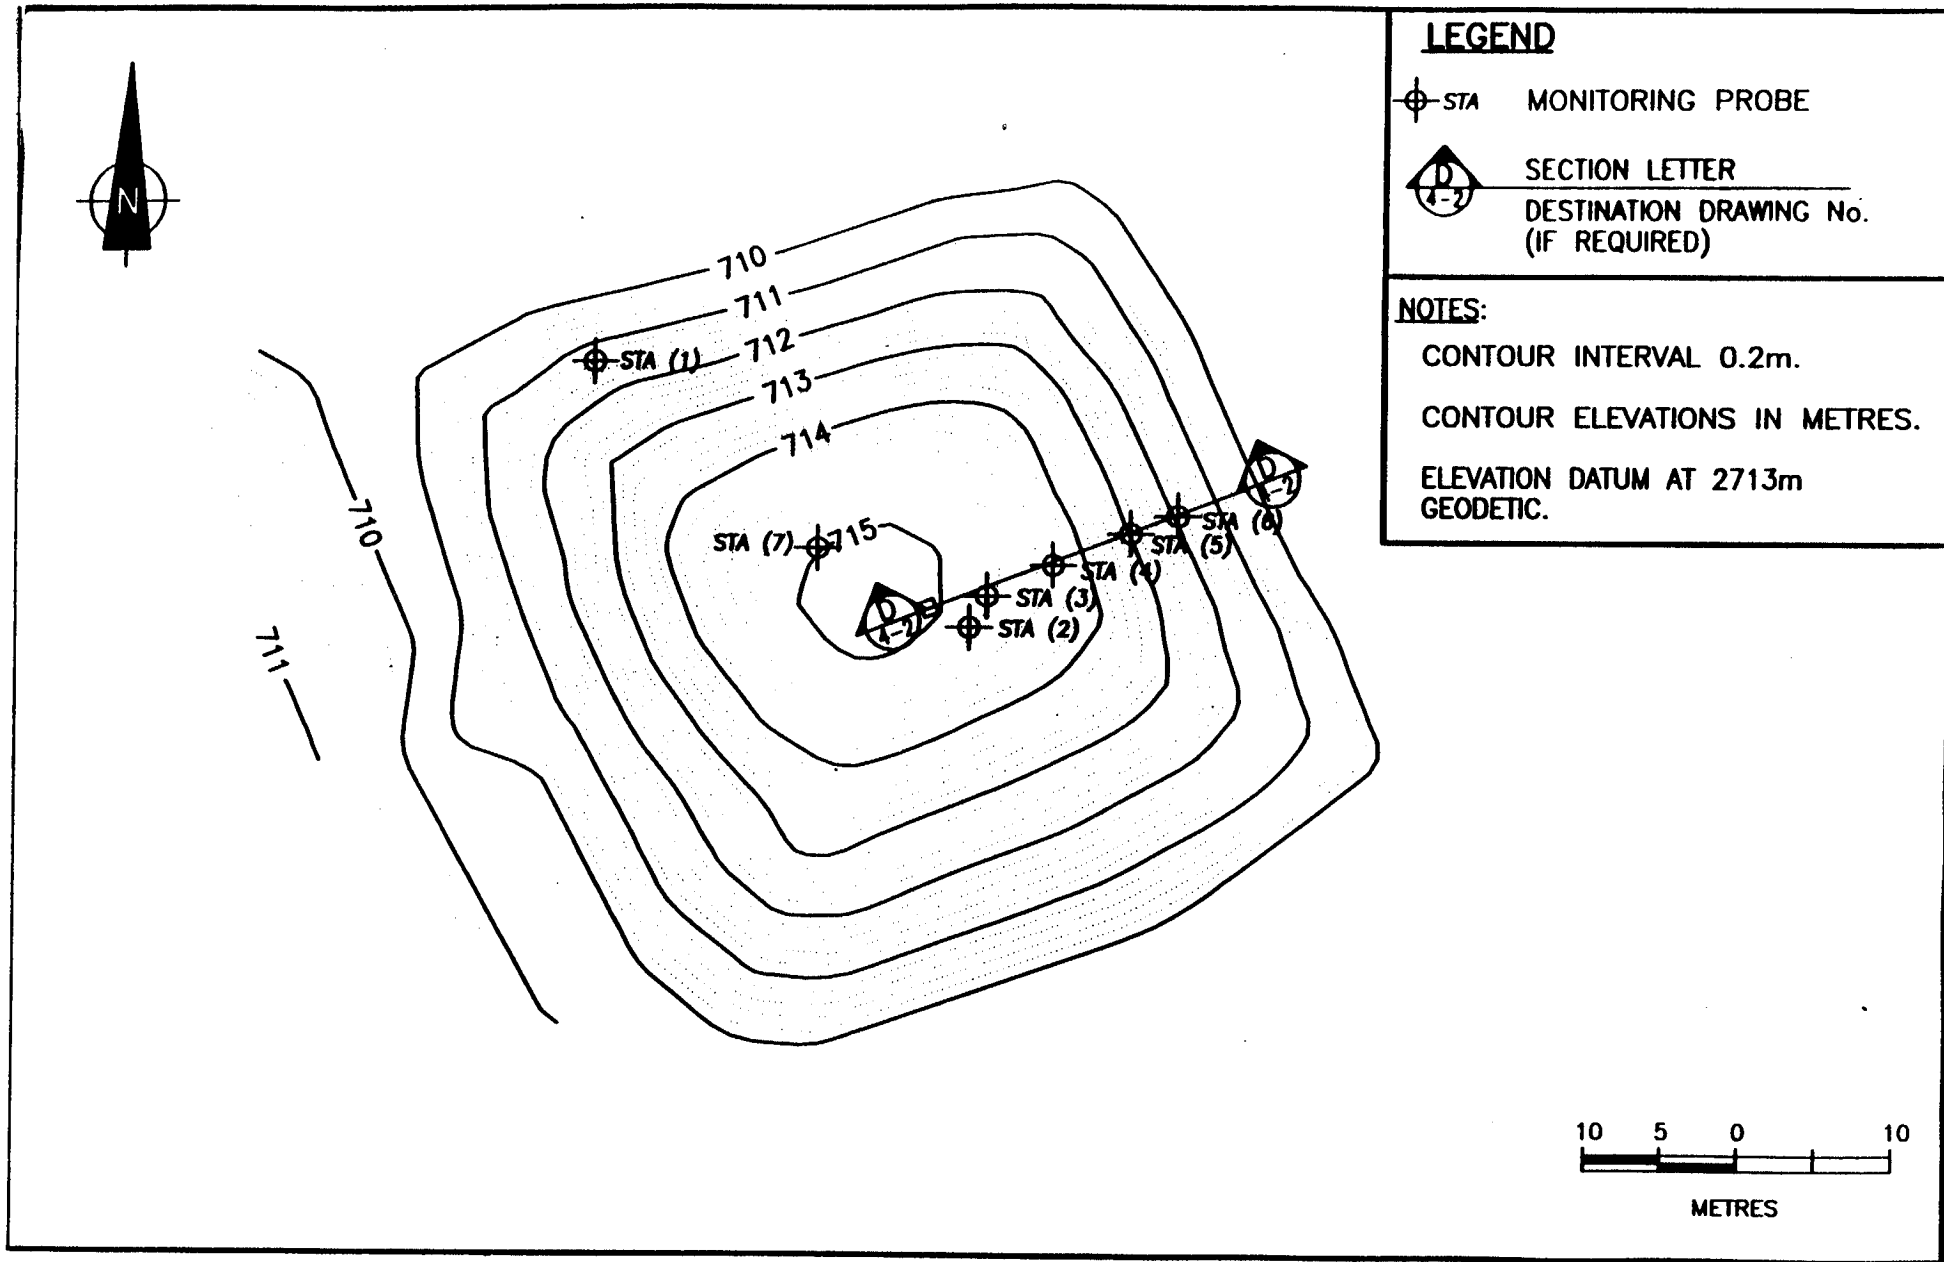 LEGEND
STA MONITORING PROBE
D
4-2
SECTION LETTER
DESTINATION DRAWING No.
(IF REQUIRED)
NOTES:
CONTOUR INTERVAL 0.2m.
CONTOUR ELEVATIONS IN METRES.
ELEVATION DATUM AT 2713m
GEODETIC.
N
710
711
712
713
714
715
STA (1)
STA (7)
STA (6)
STA (5)
STA (4)
STA (3)
STA (2)
D
4-2
D
4-2
710
711
10 5 0 10
METRES